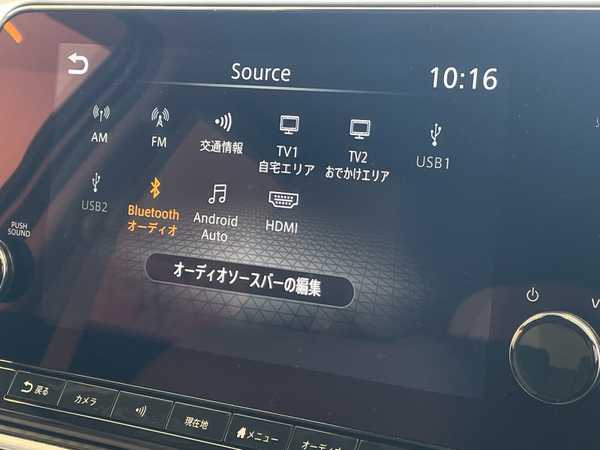 Source
10:16
AM
FM
交通情報
TV1
自宅エリア
TV2
おでかけエリア
USB1
USB2
Bluetooth
オーディオ
Android
Auto
HDMI
オーディオソースバーの編集
PUSH
SOUND
戻る
カメラ
現在地
メニュー
オーディオ